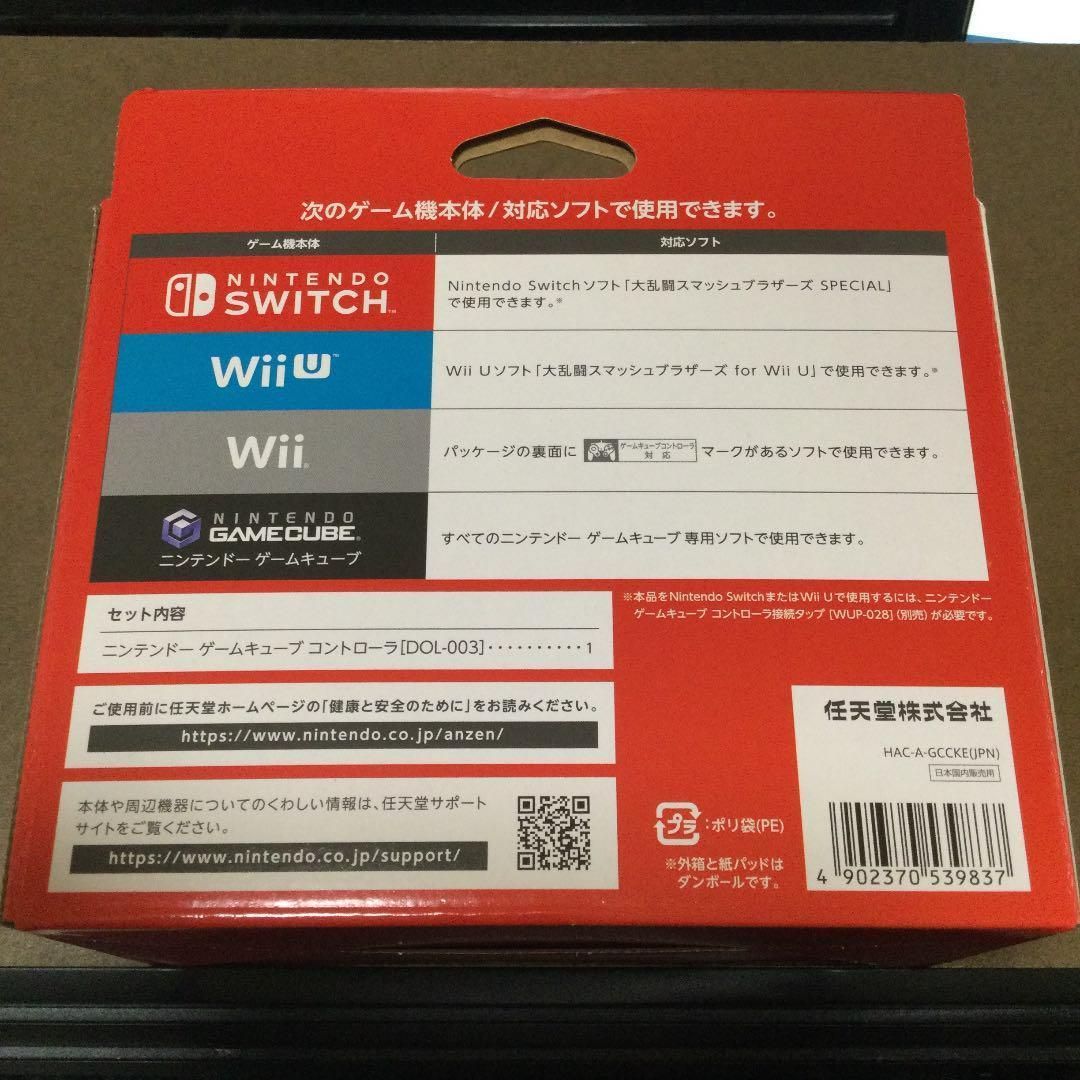 次のゲーム機本体/対応ソフトで使用できます。
ゲーム機本体
対応ソフト
NINTENDO
SWITCH™
Nintendo Switchソフト「大乱闘スマッシュブラザーズ SPECIAL」
で使用できます。※
Wii U™
Wii Uソフト「大乱闘スマッシュブラザーズ for Wii U」で使用できます。※
Wii®
パッケージの裏面に ゲームキューブコントローラ対応 マークがあるソフトで使用できます。
NINTENDO
GAMECUBE®
ニンテンドー ゲームキューブ
すべてのニンテンドー ゲームキューブ 専用ソフトで使用できます。
※本品をNintendo SwitchまたはWii Uで使用するには、ニンテンドー
ゲームキューブ コントローラ接続タップ [WUP-028] (別売) が必要です。
セット内容
ニンテンドー ゲームキューブ コントローラ[DOL-003]··········1
ご使用前に任天堂ホームページの「健康と安全のために」をお読みください。
https://www.nintendo.co.jp/anzen/
本体や周辺機器についてのくわしい情報は、任天堂サポート
サイトをご覧ください。
https://www.nintendo.co.jp/support/
プラ:ポリ袋(PE)
※外箱と紙パッドは
ダンボールです。
任天堂株式会社
HAC-A-GCCKE(JPN)
日本国内販売用
4 902370 539837